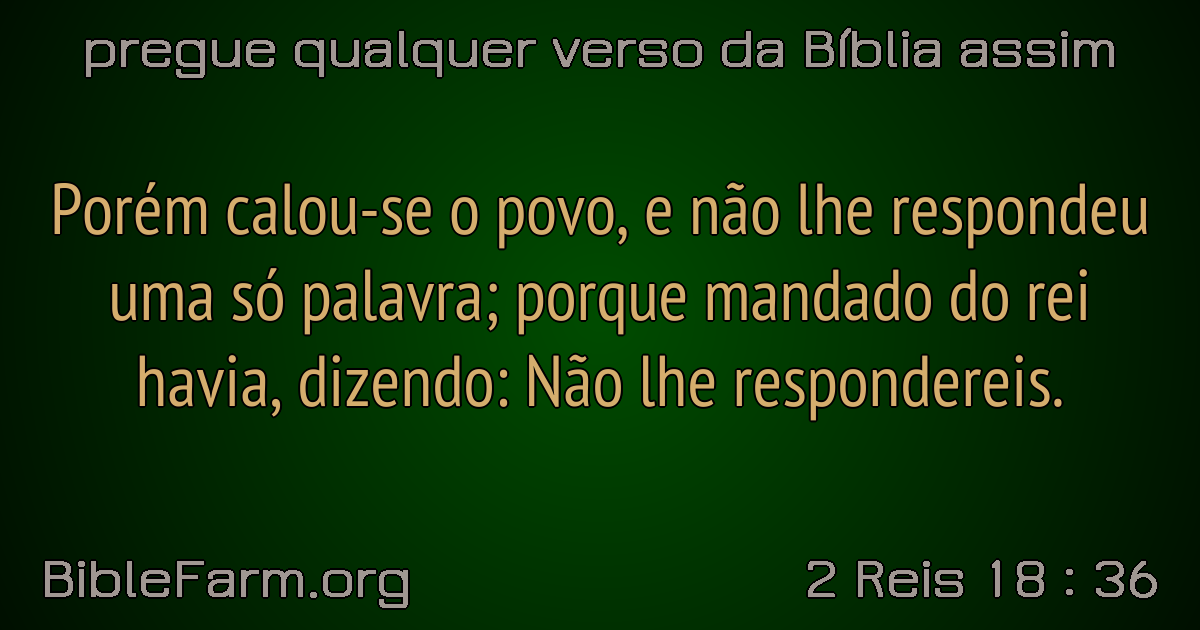 pregue qualquer verso da Bíblia assim
Porém calou-se o povo, e não lhe respondeu
uma só palavra; porque mandado do rei
havia, dizendo: Não lhe respondereis.
BibleFarm.org
2 Reis 18 : 36